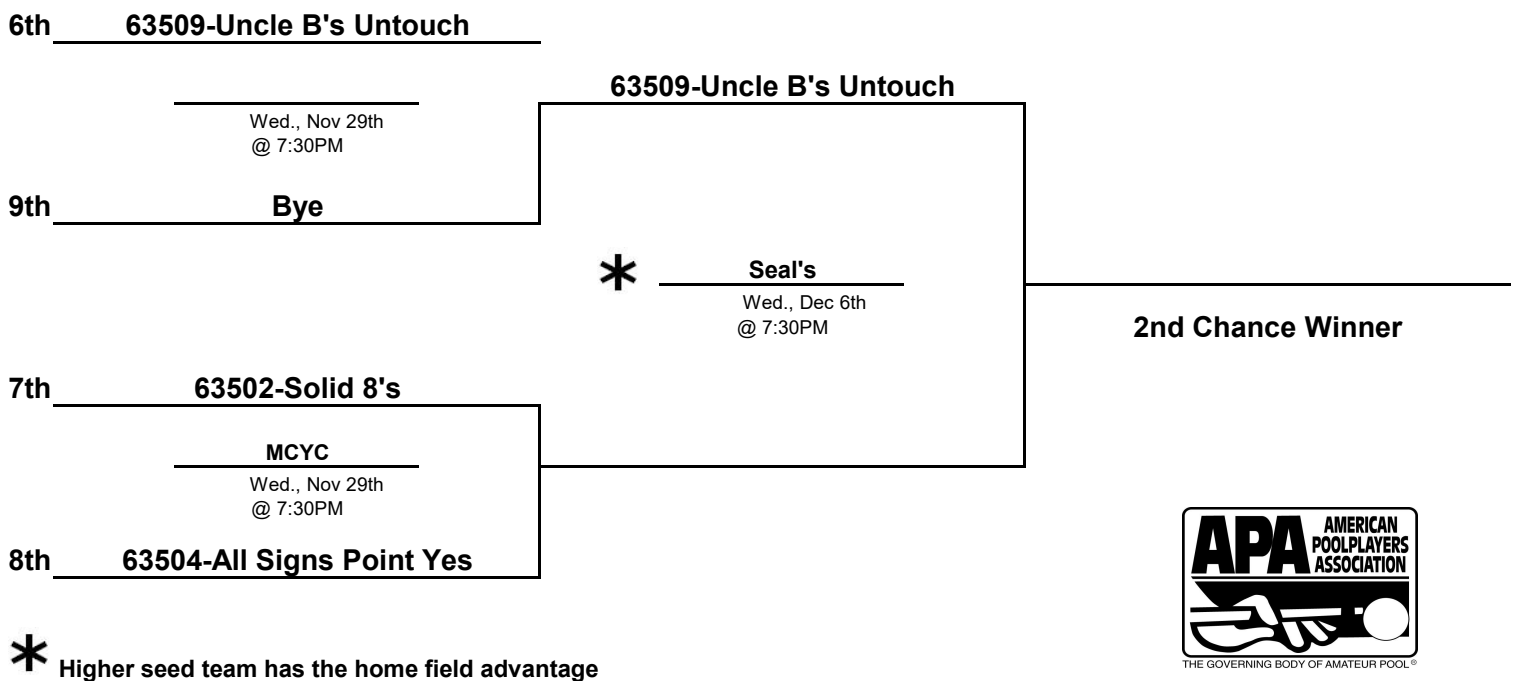 6th 63509-Uncle B's Untouch
63509-Uncle B's Untouch
Wed., Nov 29th
@ 7:30PM
9th Bye
* Seal's
Wed., Dec 6th
@ 7:30PM
2nd Chance Winner
7th 63502-Solid 8's
MCYC
Wed., Nov 29th
@ 7:30PM
8th 63504-All Signs Point Yes
* Higher seed team has the home field advantage
APA
AMERICAN
POOLPLAYERS
ASSOCIATION
THE GOVERNING BODY OF AMATEUR POOL®